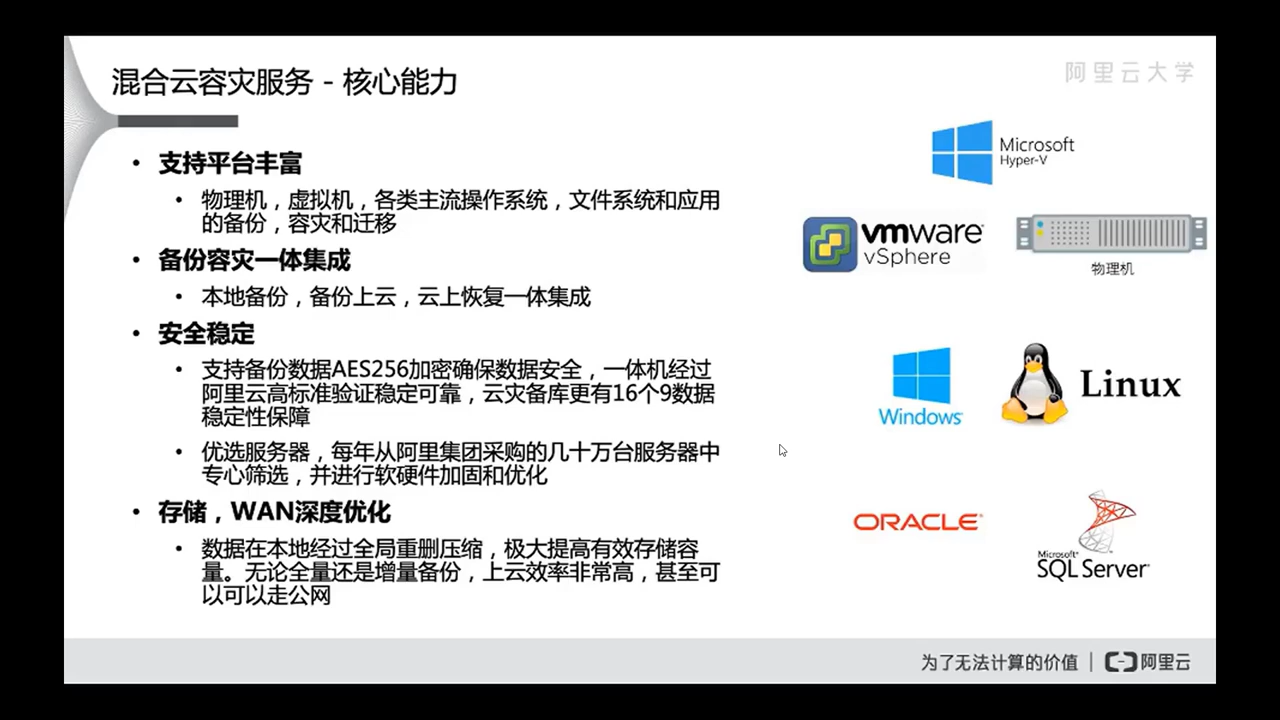 混合云容灾服务 - 核心能力
阿里云大学
• 支持平台丰富
• 物理机，虚拟机，各类主流操作系统，文件系统和应用
的备份，容灾和迁移
• 备份容灾一体集成
• 本地备份，备份上云，云上恢复一体集成
• 安全稳定
• 支持备份数据AES256加密确保数据安全，一体机经过
阿里云高标准验证稳定可靠，云灾备库更有16个9数据
稳定性保障
• 优选服务器，每年从阿里集团采购的几十万台服务器中
专心筛选，并进行软硬件加固和优化
• 存储，WAN深度优化
• 数据在本地经过全局重删压缩，极大提高有效存储容
量。无论全量还是增量备份，上云效率非常高，甚至可
以可以走公网
Microsoft
Hyper-V
vmware
vSphere
物理机
Windows
Linux
ORACLE
Microsoft
SQL Server
为了无法计算的价值 | 阿里云